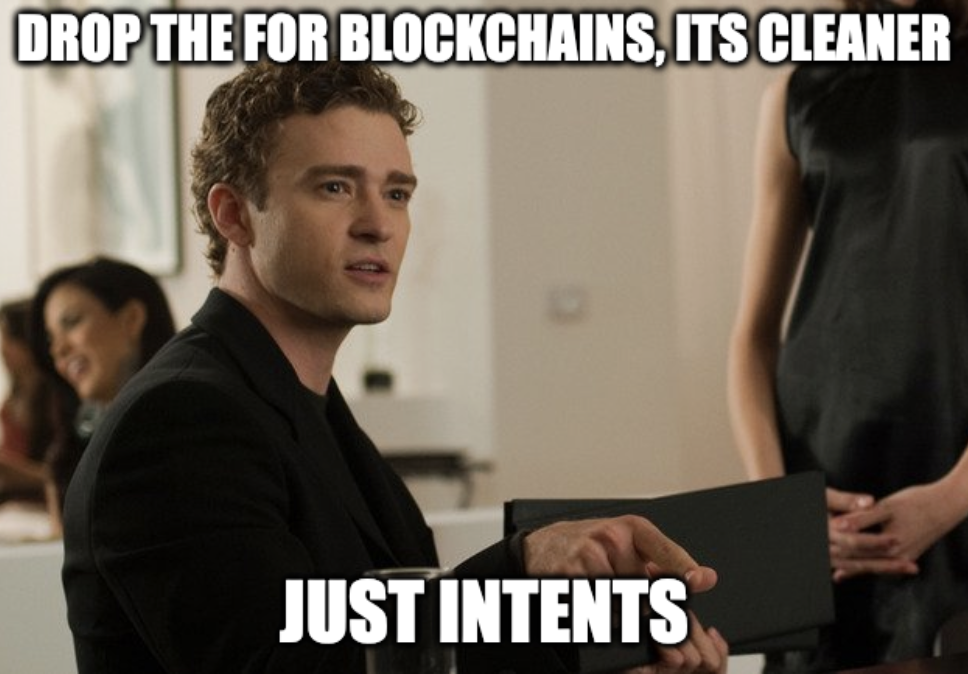 DROP THE FOR BLOCKCHAINS, ITS CLEANER
JUST INTENTS